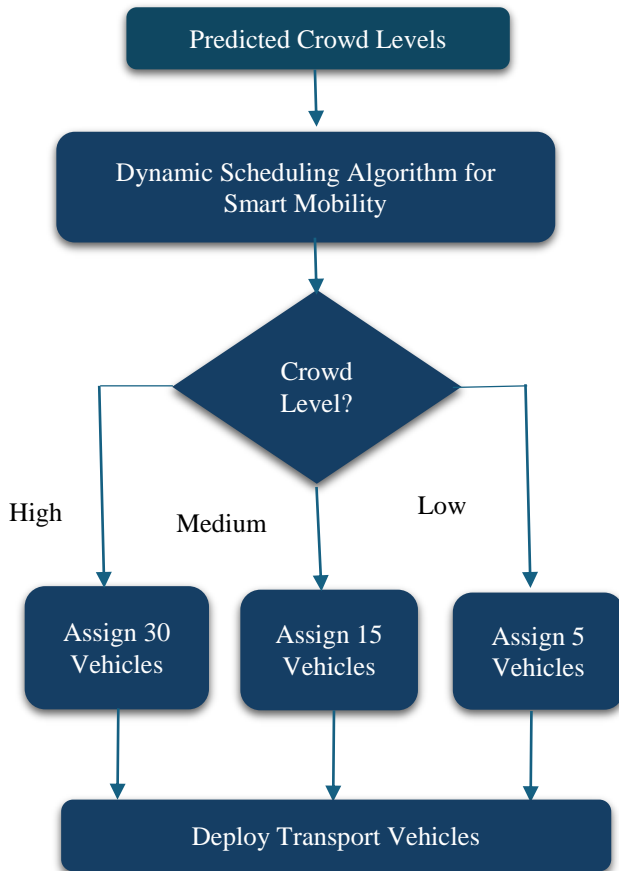 Predicted Crowd Levels
Dynamic Scheduling Algorithm for
Smart Mobility
Crowd
Level?
High
Medium
Low
Assign 30
Vehicles
Assign 15
Vehicles
Assign 5
Vehicles
Deploy Transport Vehicles